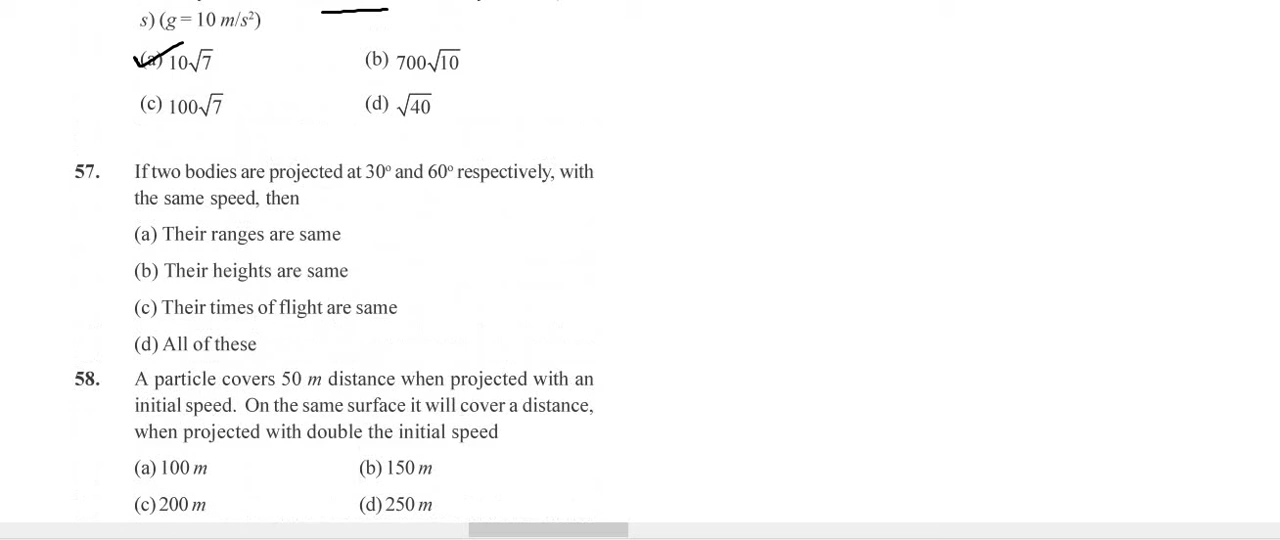 s) (g = 10 m/s²)
(a) 10√7 (b) 700√10
(c) 100√7 (d) √40
57. If two bodies are projected at 30º and 60º respectively, with
the same speed, then
(a) Their ranges are same
(b) Their heights are same
(c) Their times of flight are same
(d) All of these
58. A particle covers 50 m distance when projected with an
initial speed. On the same surface it will cover a distance,
when projected with double the initial speed
(a) 100 m (b) 150 m
(c) 200 m (d) 250 m